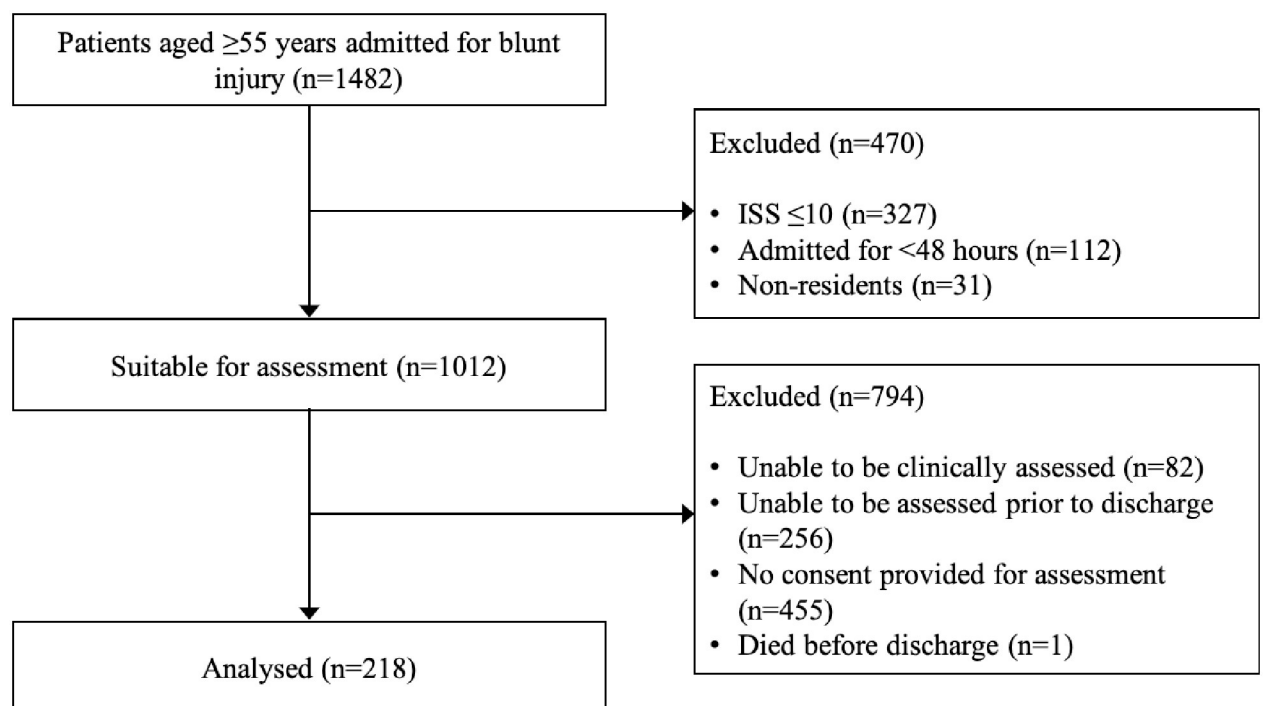 Patients aged ≥55 years admitted for blunt
injury (n=1482)
Excluded (n=470)
• ISS ≤10 (n=327)
• Admitted for <48 hours (n=112)
• Non-residents (n=31)
Suitable for assessment (n=1012)
Excluded (n=794)
• Unable to be clinically assessed (n=82)
• Unable to be assessed prior to discharge
(n=256)
• No consent provided for assessment
(n=455)
• Died before discharge (n=1)
Analysed (n=218)